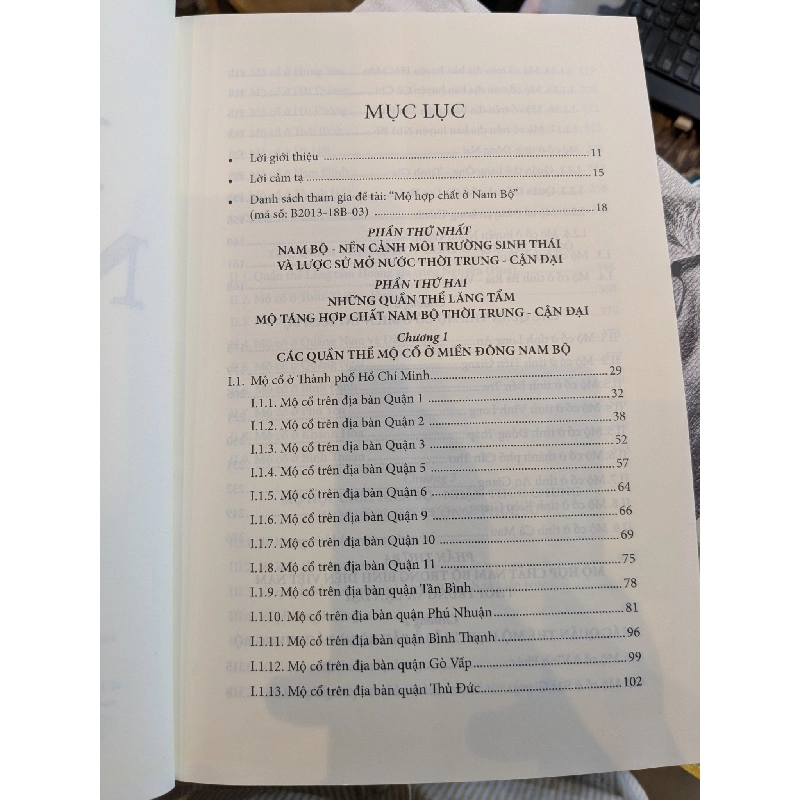 MỤC LỤC
• Lời giới thiệu ........ 11
• Lời cảm tạ ........ 15
• Danh sách tham gia đề tài: “Mộ hợp chất ở Nam Bộ”
(mã số: B2013-18B-03) ........ 18
PHẦN THỨ NHẤT
NAM BỘ - NỀN CẢNH MÔI TRƯỜNG SINH THÁI
VÀ LƯỢC SỬ MỞ NƯỚC THỜI TRUNG - CẬN ĐẠI
PHẦN THỨ HAI
NHỮNG QUẦN THỂ LĂNG TẨM
MỘ TÁNG HỢP CHẤT NAM BỘ THỜI TRUNG - CẬN ĐẠI
Chương 1
CÁC QUẦN THỂ MỘ CỔ Ở MIỀN ĐÔNG NAM BỘ
I.1. Mộ cổ ở Thành phố Hồ Chí Minh ........ 29
I.1.1. Mộ cổ trên địa bàn Quận 1 ........ 32
I.1.2. Mộ cổ trên địa bàn Quận 2 ........ 38
I.1.3. Mộ cổ trên địa bàn Quận 3 ........ 52
I.1.4. Mộ cổ trên địa bàn Quận 5 ........ 57
I.1.5. Mộ cổ trên địa bàn Quận 6 ........ 64
I.1.6. Mộ cổ trên địa bàn Quận 9 ........ 66
I.1.7. Mộ cổ trên địa bàn Quận 10 ........ 69
I.1.8. Mộ cổ trên địa bàn Quận 11 ........ 75
I.1.9. Mộ cổ trên địa bàn quận Tân Bình ........ 78
I.1.10. Mộ cổ trên địa bàn quận Phú Nhuận ........ 81
I.1.11. Mộ cổ trên địa bàn quận Bình Thạnh ........ 96
I.1.12. Mộ cổ trên địa bàn quận Gò Vấp ........ 99
I.1.13. Mộ cổ trên địa bàn quận Thủ Đức ........ 102